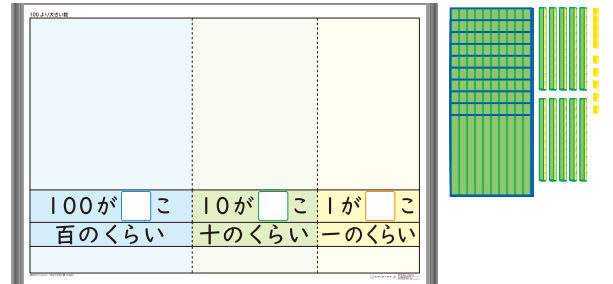 100より大きい数
100が こ 10が こ 1が こ
百のくらい 十のくらい 一のくらい